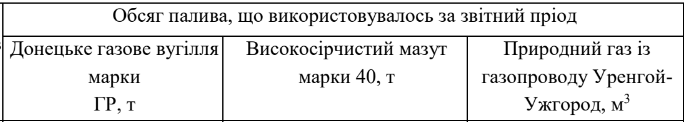 Обсяг палива, що використовувалось за звітний пріод
Донецьке газове вугілля марки ГР, т
Високосірчистий мазут марки 40, т
Природний газ із газопроводу Уренгой-Ужгород, м³